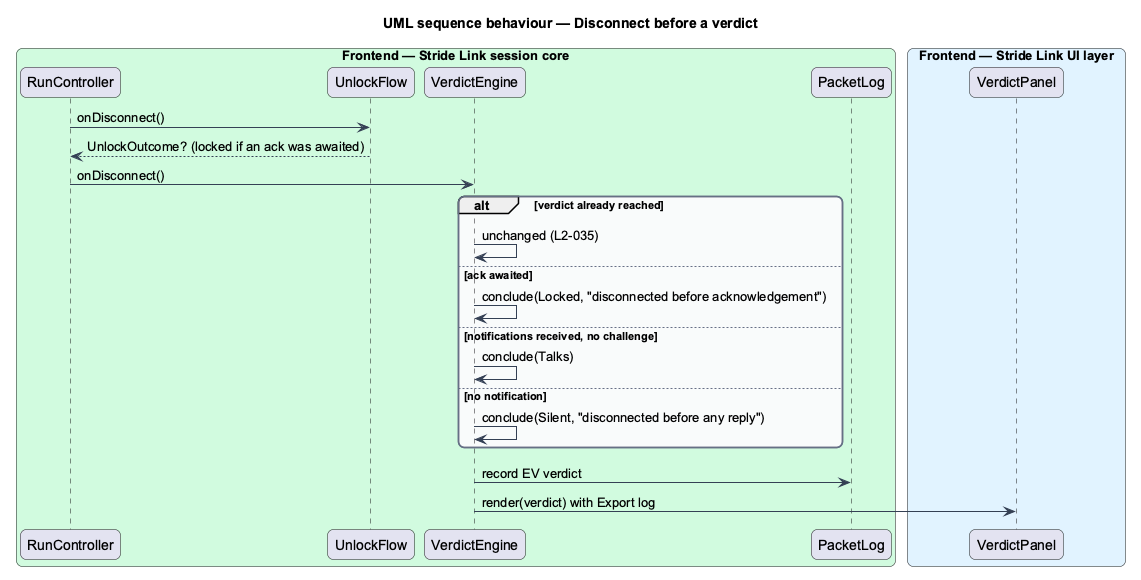 UML sequence behaviour — Disconnect before a verdict
Frontend — Stride Link session core
Frontend — Stride Link UI layer
RunController
UnlockFlow
VerdictEngine
PacketLog
VerdictPanel
onDisconnect()
UnlockOutcome? (locked if an ack was awaited)
onDisconnect()
alt
[verdict already reached]
unchanged (L2-035)
[ack awaited]
conclude(Locked, "disconnected before acknowledgement")
[notifications received, no challenge]
conclude(Talks)
[no notification]
conclude(Silent, "disconnected before any reply")
record EV verdict
render(verdict) with Export log
RunController
UnlockFlow
VerdictEngine
PacketLog
VerdictPanel